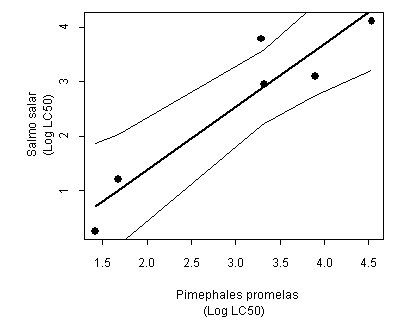 Salmo salar
(Log LC50)
4
3
2
1
1.5 2.0 2.5 3.0 3.5 4.0 4.5
Pimephales promelas
(Log LC50)